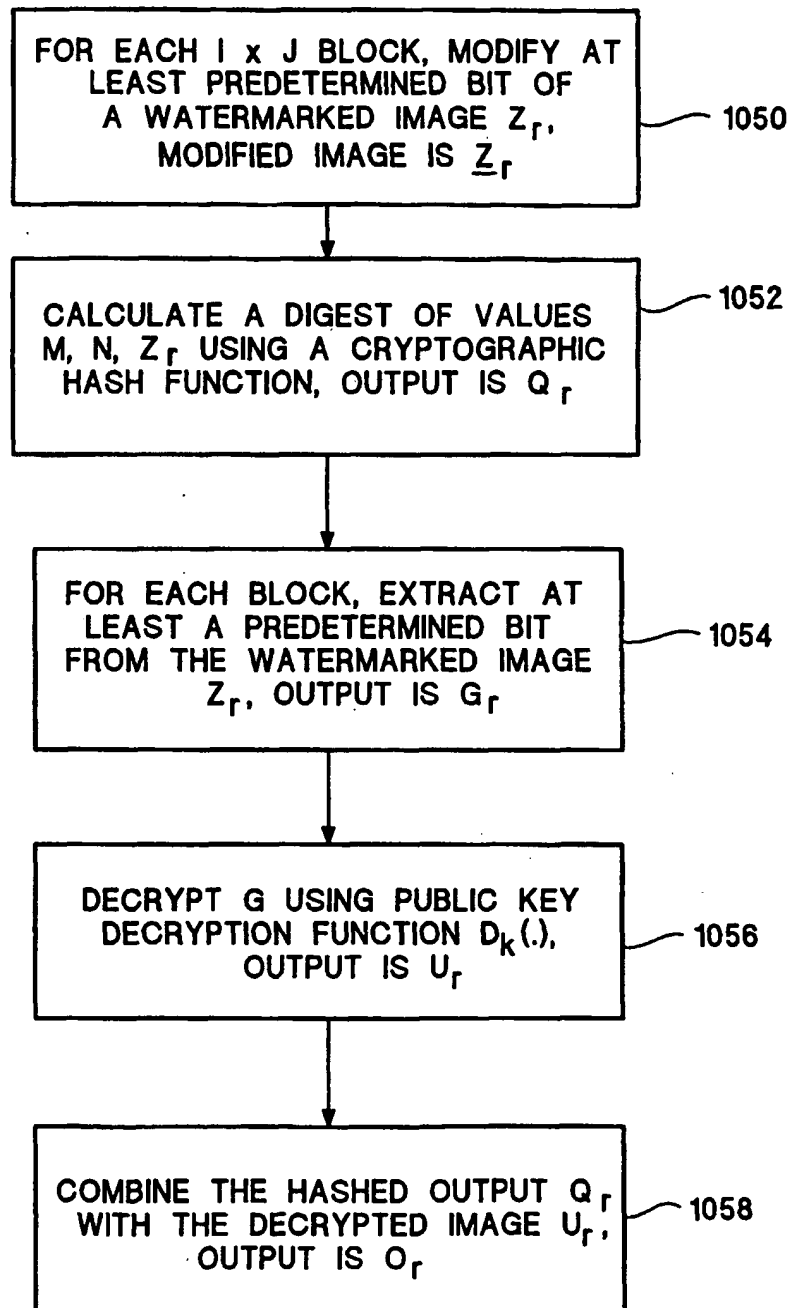 FOR EACH I x J BLOCK, MODIFY AT
LEAST PREDETERMINED BIT OF
A WATERMARKED IMAGE Zr,
MODIFIED IMAGE IS Zr
1050
CALCULATE A DIGEST OF VALUES
M, N, Zr USING A CRYPTOGRAPHIC
HASH FUNCTION, OUTPUT IS Qr
1052
FOR EACH BLOCK, EXTRACT AT
LEAST A PREDETERMINED BIT
FROM THE WATERMARKED IMAGE
Zr, OUTPUT IS Gr
1054
DECRYPT G USING PUBLIC KEY
DECRYPTION FUNCTION Dk(.),
OUTPUT IS Ur
1056
COMBINE THE HASHED OUTPUT Qr
WITH THE DECRYPTED IMAGE Ur,
OUTPUT IS Or
1058